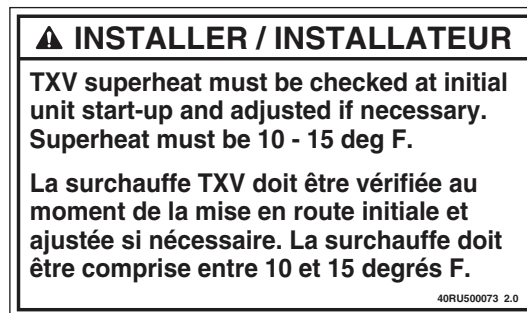 ⚠ INSTALLER / INSTALLATEUR
TXV superheat must be checked at initial
unit start-up and adjusted if necessary.
Superheat must be 10 - 15 deg F.
La surchauffe TXV doit être vérifiée au
moment de la mise en route initiale et
ajustée si nécessaire. La surchauffe doit
être comprise entre 10 et 15 degrés F.
40RU500073 2.0